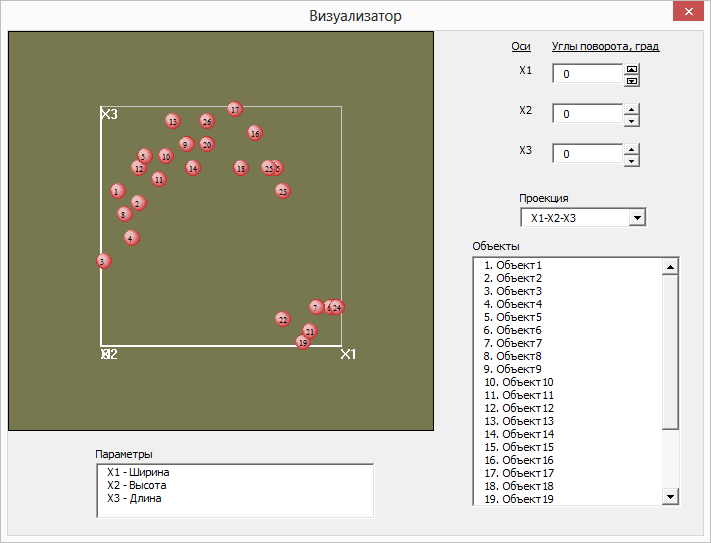 Визуализатор
Оси Углы поворота, град
X1 0
X2 0
X3 0
Проекция
X1-X2-X3
Объекты
1. Объект1
2. Объект2
3. Объект3
4. Объект4
5. Объект5
6. Объект6
7. Объект7
8. Объект8
9. Объект9
10. Объект10
11. Объект11
12. Объект12
13. Объект13
14. Объект14
15. Объект15
16. Объект16
17. Объект17
18. Объект18
19. Объект19
X3
17
13 26
16
9 20
5 10
12 14 18 25 5
11
1 23
2
8
4
3
7 6 24
22
21
19
X2 X1
Параметры
X1 - Ширина
X2 - Высота
X3 - Длина